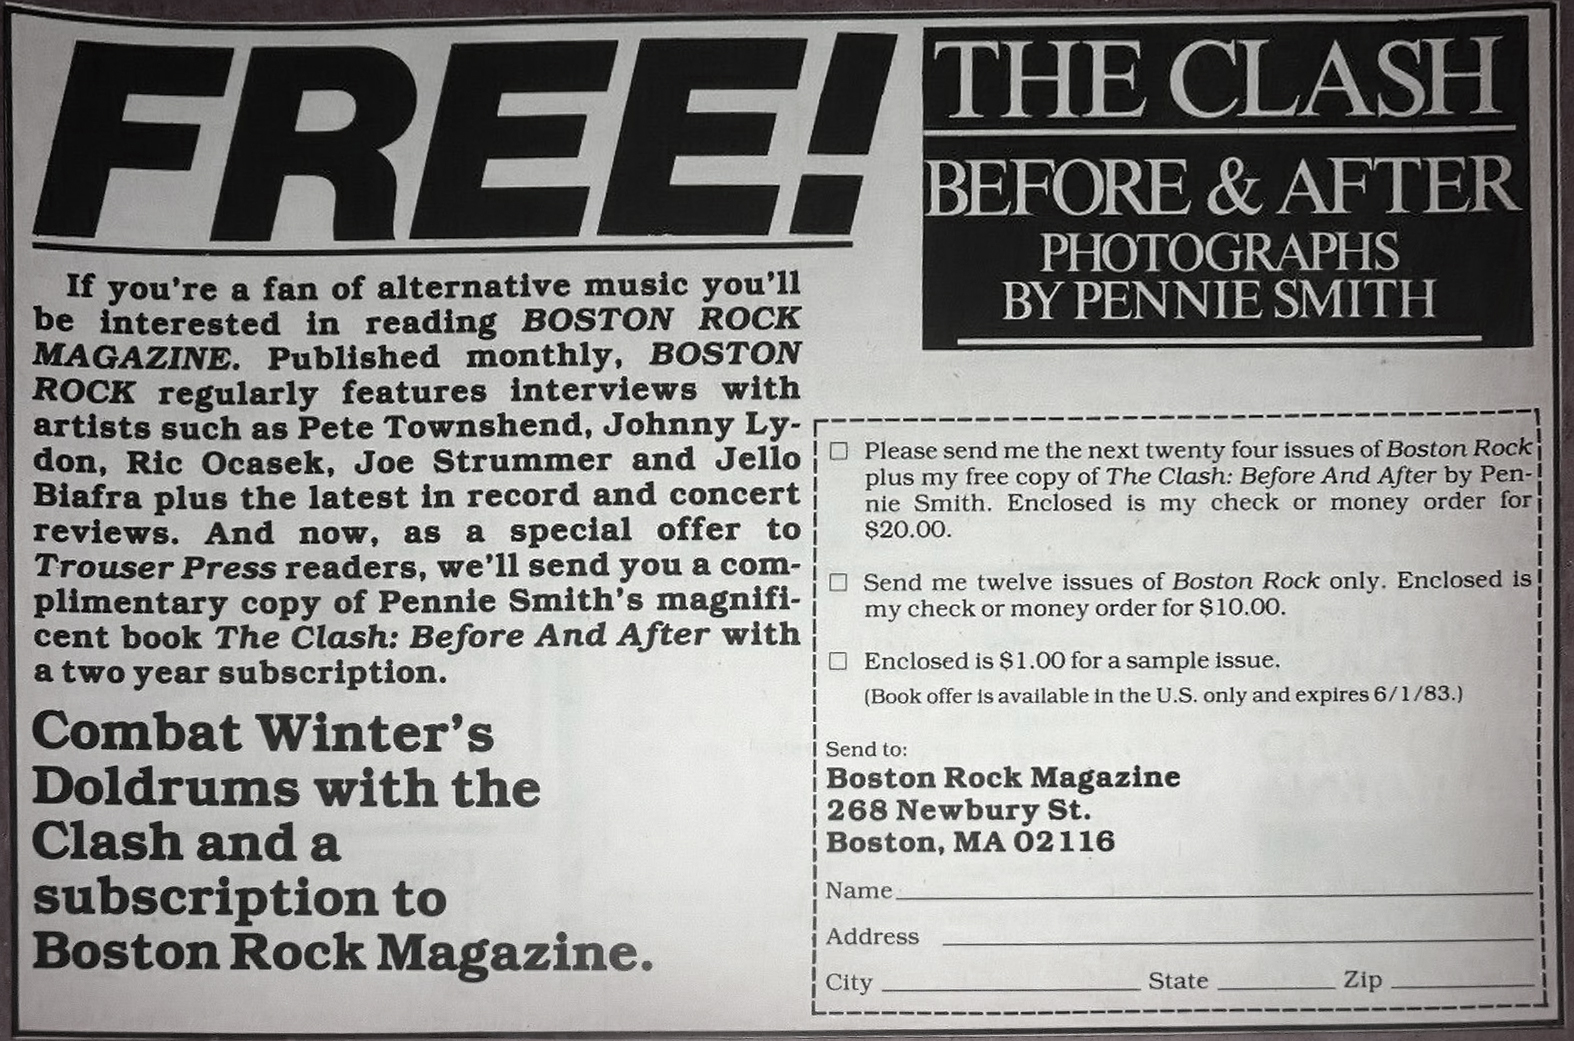 FREE!
THE CLASH
BEFORE & AFTER
PHOTOGRAPHS
BY PENNIE SMITH
If you're a fan of alternative music you'll
be interested in reading BOSTON ROCK
MAGAZINE. Published monthly, BOSTON
ROCK regularly features interviews with
artists such as Pete Townshend, Johnny Ly-
don, Ric Ocasek, Joe Strummer and Jello
Biafra plus the latest in record and concert
reviews. And now, as a special offer to
Trouser Press readers, we'll send you a com-
plimentary copy of Pennie Smith's magnifi-
cent book The Clash: Before And After with
a two year subscription.
Combat Winter's
Doldrums with the
Clash and a
subscription to
Boston Rock Magazine.
☐ Please send me the next twenty four issues of Boston Rock
plus my free copy of The Clash: Before And After by Pen-
nie Smith. Enclosed is my check or money order for
$20.00.
☐ Send me twelve issues of Boston Rock only. Enclosed is
my check or money order for $10.00.
☐ Enclosed is $1.00 for a sample issue.
(Book offer is available in the U.S. only and expires 6/1/83.)
Send to:
Boston Rock Magazine
268 Newbury St.
Boston, MA 02116
Name
Address
City State Zip